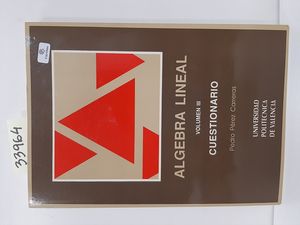 33964
ALGEBRA LINEAL
VOLUMEN III
CUESTIONARIO
Pedro Pérez Carreras
UNIVERSIDAD
POLITECNICA
DE VALENCIA